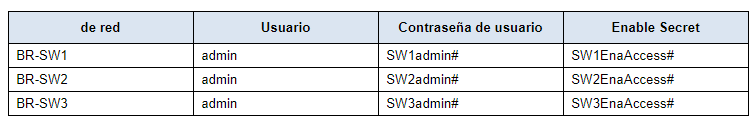 de red Usuario Contraseña de usuario Enable Secret
BR-SW1 admin SW1admin# SW1EnaAccess#
BR-SW2 admin SW2admin# SW2EnaAccess#
BR-SW3 admin SW3admin# SW3EnaAccess#